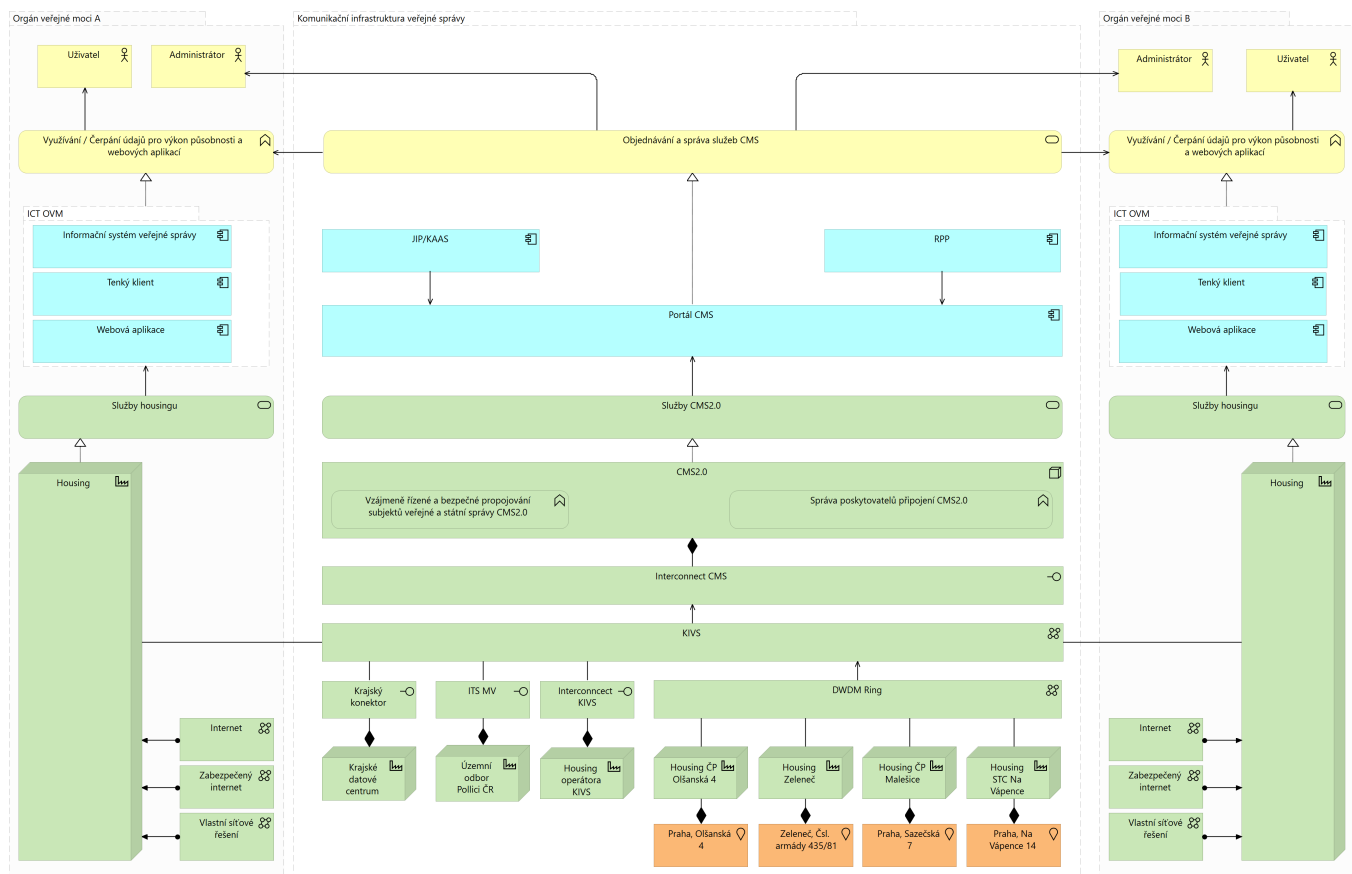 Orgán veřejné moci A
Komunikační infrastruktura veřejné správy
Orgán veřejné moci B
Uživatel
Administrátor
Administrátor
Uživatel
Využívání / Čerpání údajů pro výkon působnosti a
webových aplikací
Objednávání a správa služeb CMS
Využívání / Čerpání údajů pro výkon působnosti
a webových aplikací
ICT OVM
Informační systém veřejné správy
Tenký klient
Webová aplikace
JIP/KAAS
RPP
Portál CMS
ICT OVM
Informační systém veřejné správy
Tenký klient
Webová aplikace
Služby housingu
Služby CMS2.0
Služby housingu
Housing
CMS2.0
Vzájmeně řízené a bezpečné propojování
subjektů veřejné a státní správy CMS2.0
Správa poskytovatelů připojení CMS2.0
Housing
Interconnect CMS
KIVS
Krajský
konektor
ITS MV
Interconncect
KIVS
DWDM Ring
Internet
Zabezpečený
internet
Vlastní síťové
řešení
Krajské
datové
centrum
Územní
odbor
Pollici ČR
Housing
operátora
KIVS
Housing ČP
Olšanská 4
Housing
Zeleneč
Housing ČP
Malešice
Housing
STC Na
Vápence
Praha, Olšanská
4
Zeleneč, Čsl.
armády 435/81
Praha, Sazečská
7
Praha, Na
Vápence 14
Internet
Zabezpečený
internet
Vlastní síťové
řešení